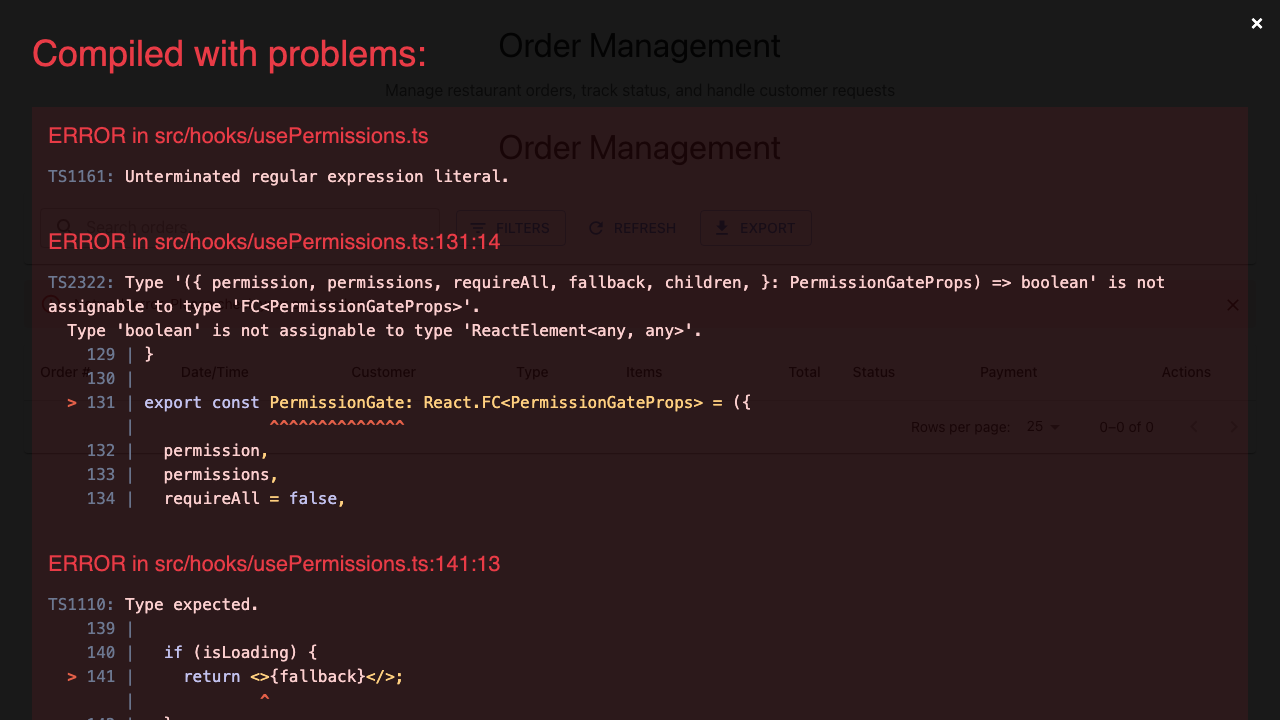 ×
Order Management
Compiled with problems:
Manage restaurant orders, track status, and handle customer requests
ERROR in src/hooks/usePermissions.ts
Order Management
TS1161: Unterminated regular expression literal.
Search orders...
FILTERS
REFRESH
EXPORT
ERROR in src/hooks/usePermissions.ts:131:14
TS2322: Type '({ permission, permissions, requireAll, fallback, children, }: PermissionGateProps) => boolean' is not
assignable to type 'FC<PermissionGateProps>'.
  Type 'boolean' is not assignable to type 'ReactElement<any, any>'.
    129 | }
Order # Date/Time Customer Type Items Total Status Payment Actions
    130 |
  > 131 | export const PermissionGate: React.FC<PermissionGateProps> = ({
        |              ^^^^^^^^^^^^^^
Rows per page: 25 0–0 of 0
    132 |   permission,
    133 |   permissions,
    134 |   requireAll = false,
ERROR in src/hooks/usePermissions.ts:141:13
TS1110: Type expected.
    139 |
    140 |   if (isLoading) {
  > 141 |     return <>{fallback}</>;
        |             ^
    142 |   }